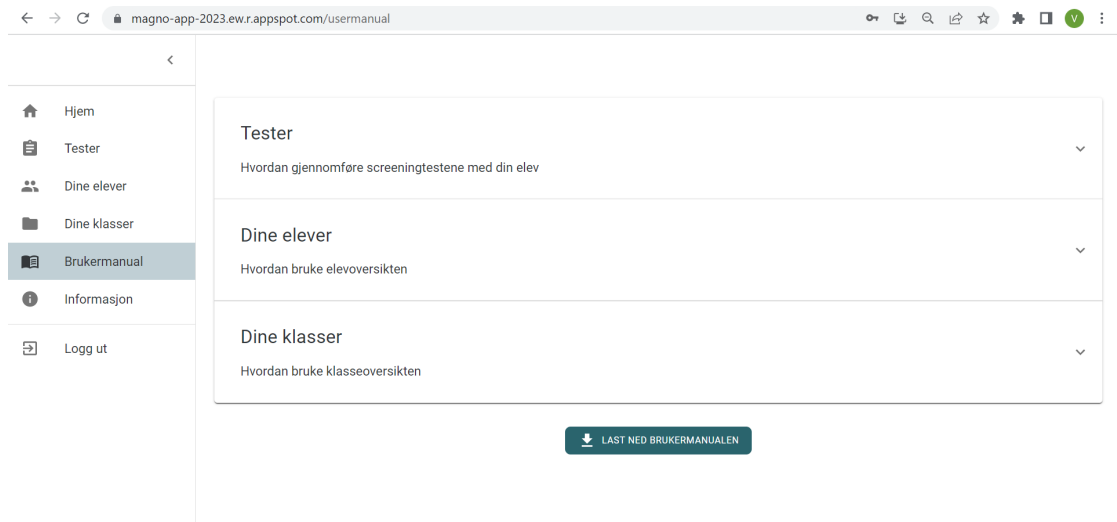 magno-app-2023.ew.r.appspot.com/usermanual
V
Hjem
Tester
Dine elever
Dine klasser
Brukermanual
Informasjon
Logg ut
Tester
Hvordan gjennomføre screeningtestene med din elev
Dine elever
Hvordan bruke elevoversikten
Dine klasser
Hvordan bruke klasseoversikten
LAST NED BRUKERMANUALEN